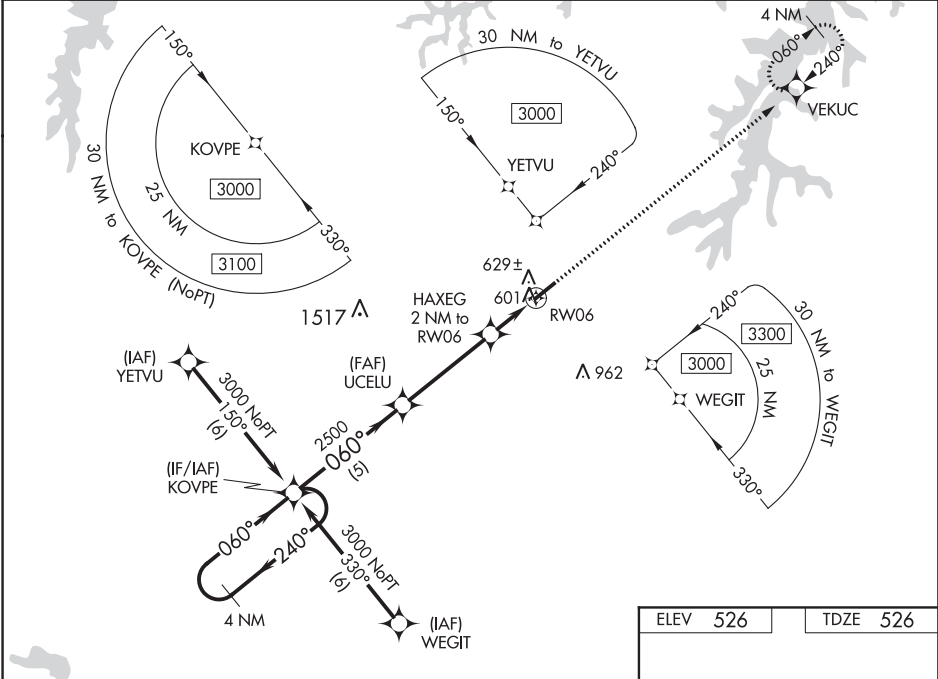 150°
KOVPE
3000
25 NM
30 NM to KOVPE (NoPT)
3100
330°
30 NM to YETVU
3000
150°
YETVU
240°
4 NM
060°
240°
VEKUC
629±
601
RW06
HAXEG
2 NM to
RW06
1517
(IAF)
YETVU
3000 NoPT
150°
(6)
(FAF)
UCELU
2500
060°
(5)
(IF/IAF)
KOVPE
060°
240°
4 NM
3000 NoPT
330°
(6)
(IAF)
WEGIT
962
240°
3300
3000
25 NM
30 NM to WEGIT
WEGIT
330°
ELEV 526
TDZE 526